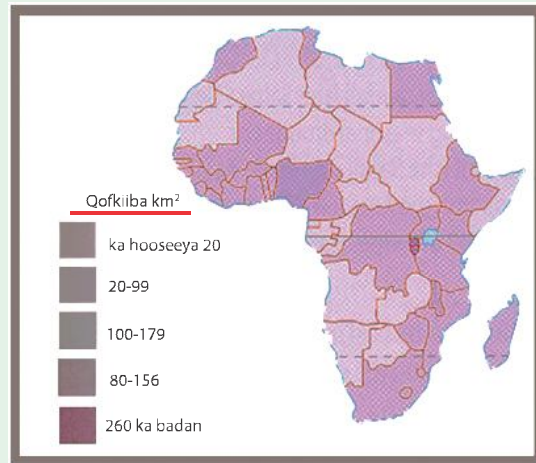 Qofkiiba km²
ka hooseeya 20
20-99
100-179
80-156
260 ka badan